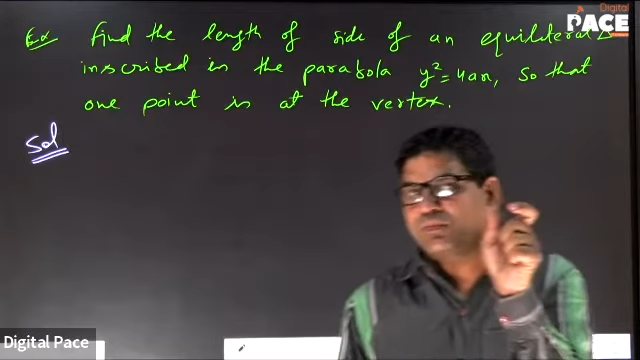 Digital
PACE
Ex Find the length of side of an equilateral Δ
inscribed in the parabola y² = 4ax, so that
one point is at the vertex.
Sol
Digital Pace